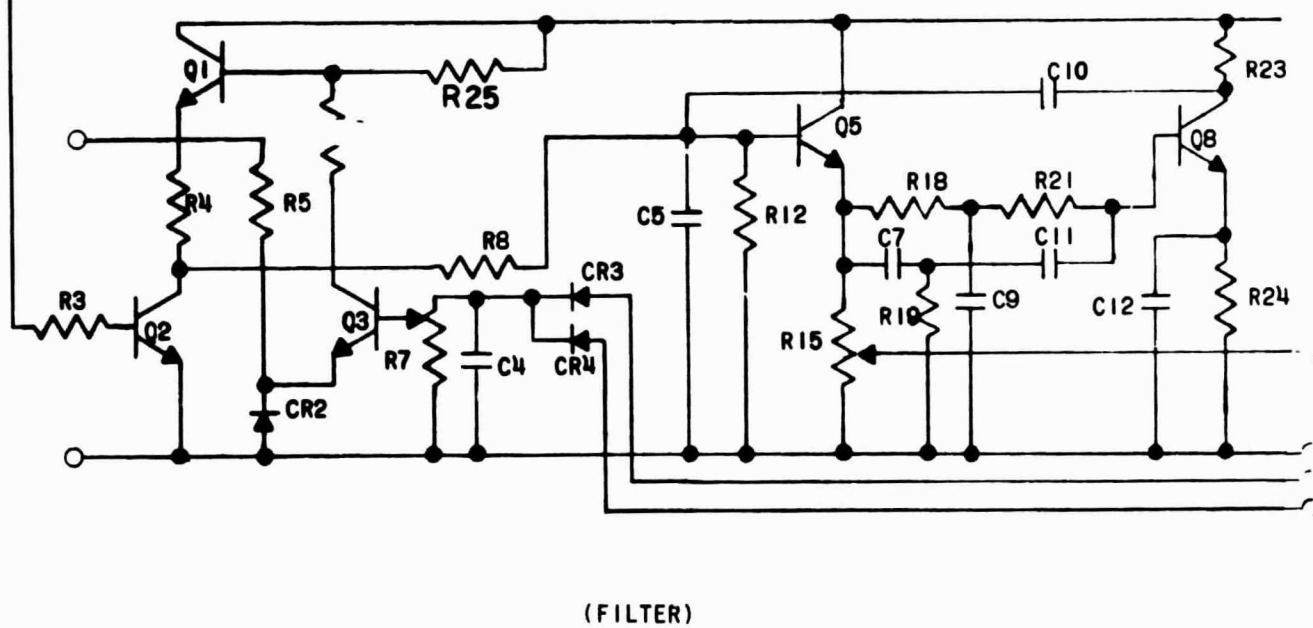 Q1
R25
C10
R23
Q5
Q8
R4
R5
R18
R21
C5
R12
R8
C7
C11
CR3
R3
Q2
Q3
R7
C4
CR4
R15
R19
C9
C12
R24
CR2
(FILTER)